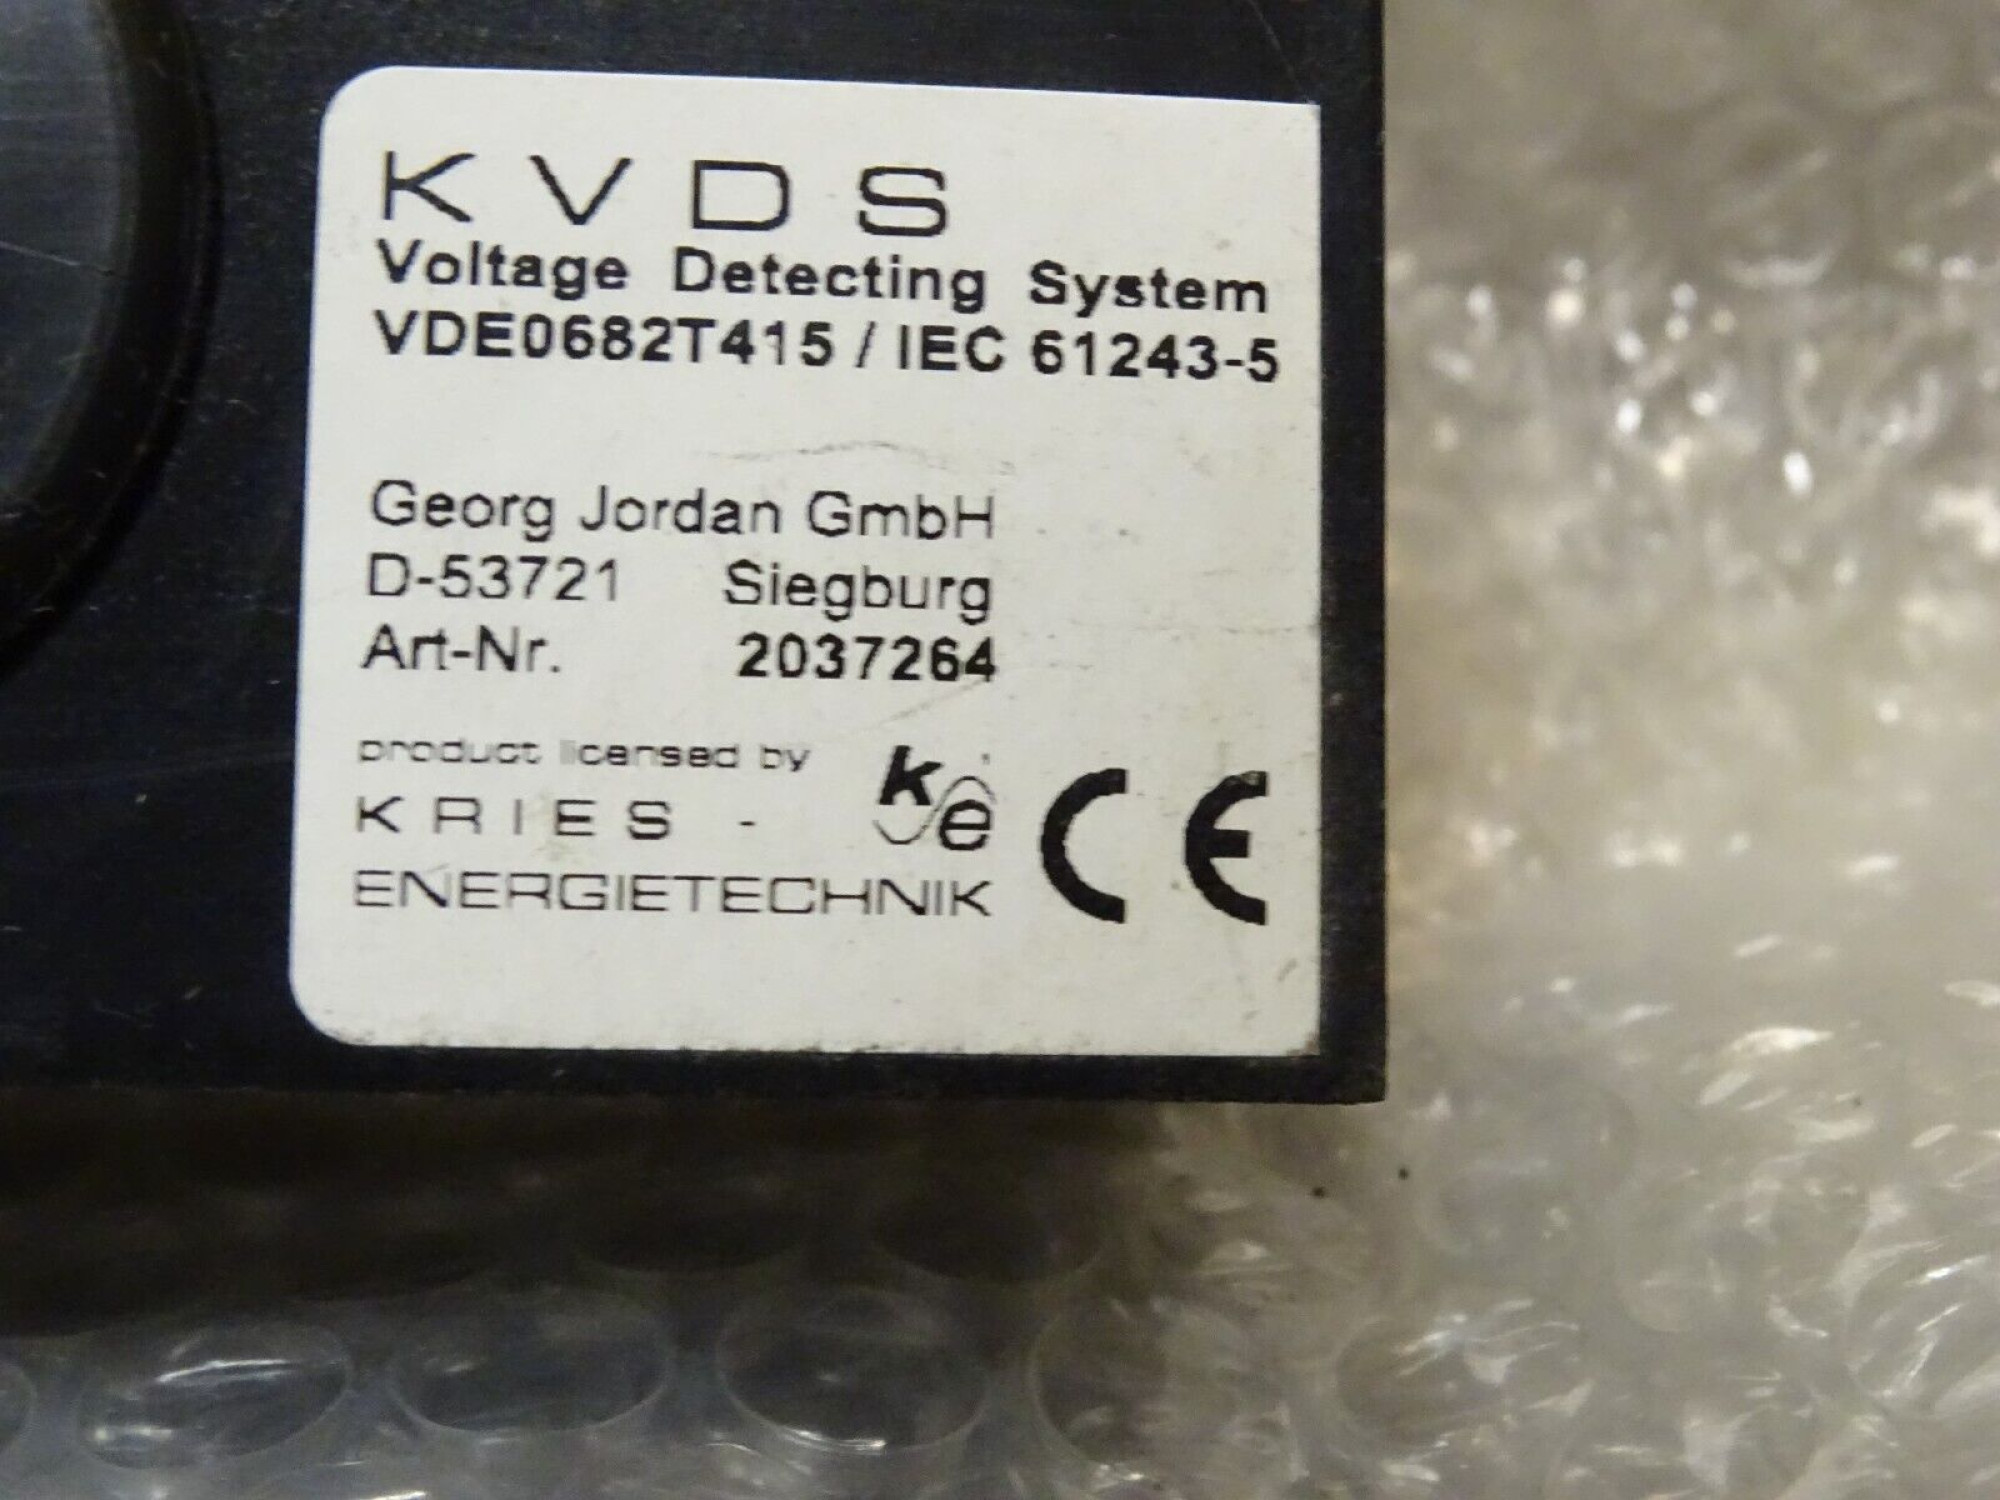 KVDS
Voltage Detecting System
VDE0682T415 / IEC 61243-5
Georg Jordan GmbH
D-53721 Siegburg
Art-Nr. 2037264
product licensed by ke
KRIES -
ENERGIETECHNIK CE